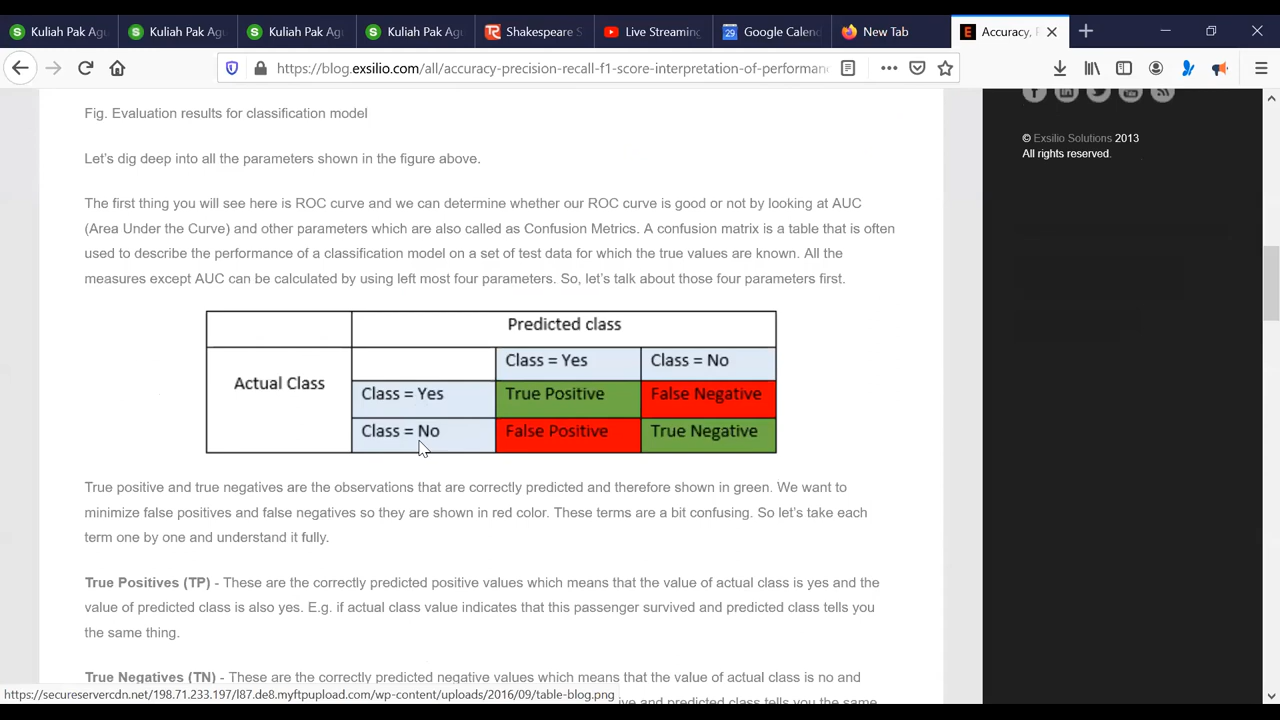 Kuliah Pak Agu
Kuliah Pak Agu
Kuliah Pak Agu
Kuliah Pak Agu
Shakespeare S
Live Streaming
Google Calend
New Tab
Accuracy, P
https://blog.exsilio.com/all/accuracy-precision-recall-f1-score-interpretation-of-performan
Fig. Evaluation results for classification model
Let's dig deep into all the parameters shown in the figure above.
The first thing you will see here is ROC curve and we can determine whether our ROC curve is good or not by looking at AUC
(Area Under the Curve) and other parameters which are also called as Confusion Metrics. A confusion matrix is a table that is often
used to describe the performance of a classification model on a set of test data for which the true values are known. All the
measures except AUC can be calculated by using left most four parameters. So, let's talk about those four parameters first.
Predicted class
Actual Class
Class = Yes
Class = No
Class = Yes
True Positive
False Negative
Class = No
False Positive
True Negative
True positive and true negatives are the observations that are correctly predicted and therefore shown in green. We want to
minimize false positives and false negatives so they are shown in red color. These terms are a bit confusing. So let's take each
term one by one and understand it fully.
True Positives (TP) - These are the correctly predicted positive values which means that the value of actual class is yes and the
value of predicted class is also yes. E.g. if actual class value indicates that this passenger survived and predicted class tells you
the same thing.
True Negatives (TN) - These are the correctly predicted negative values which means that the value of actual class is no and
and predicted class tells you the same
https://secureservercdn.net/198.71.233.197/l87.de8.myftpupload.com/wp-content/uploads/2016/09/table-blog.png
© Exsilio Solutions 2013
All rights reserved.